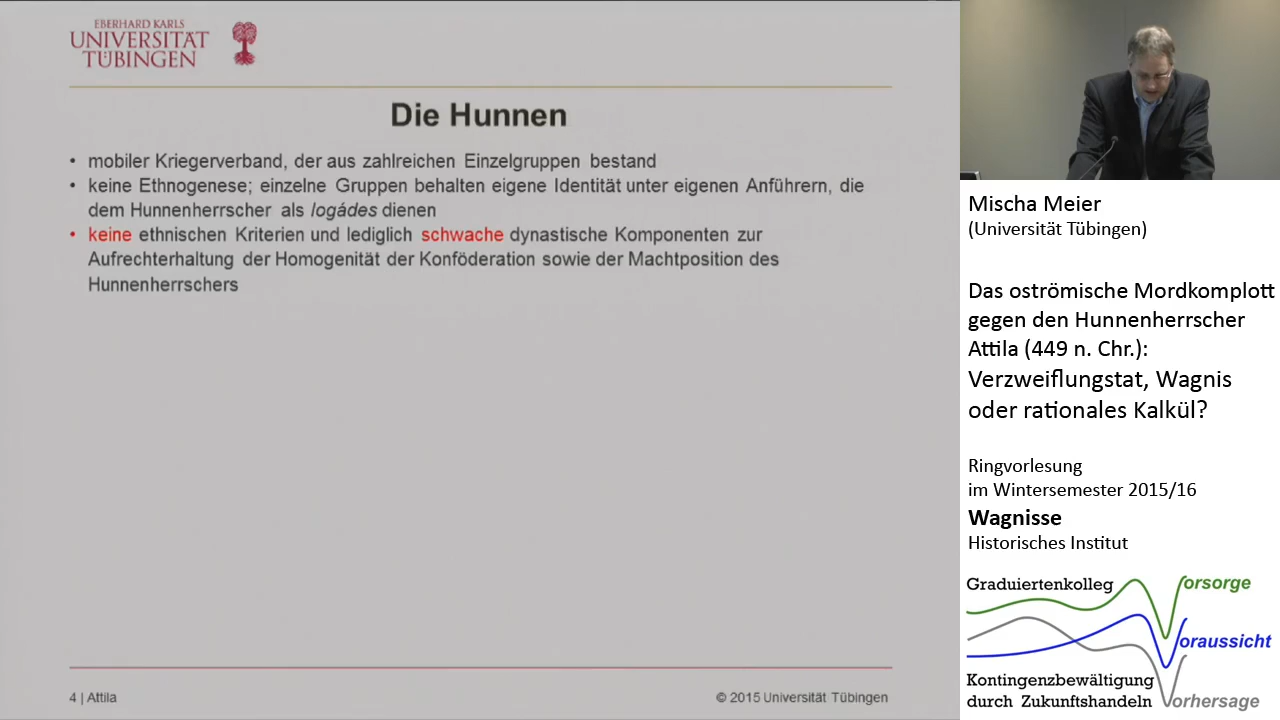 EBERHARD KARLS
UNIVERSITÄT
TÜBINGEN
Die Hunnen
• mobiler Kriegerverband, der aus zahlreichen Einzelgruppen bestand
• keine Ethnogenese; einzelne Gruppen behalten eigene Identität unter eigenen Anführern, die
dem Hunnenherrscher als logádes dienen
• keine ethnischen Kriterien und lediglich schwache dynastische Komponenten zur
Aufrechterhaltung der Homogenität der Konföderation sowie der Machtposition des
Hunnenherrschers
4 | Attila
© 2015 Universität Tübingen
Mischa Meier
(Universität Tübingen)
Das oströmische Mordkomplott
gegen den Hunnenherrscher
Attila (449 n. Chr.):
Verzweiflungstat, Wagnis
oder rationales Kalkül?
Ringvorlesung
im Wintersemester 2015/16
Wagnisse
Historisches Institut
Graduiertenkolleg
Vorsorge
Voraussicht
Kontingenzbewältigung
durch Zukunftshandeln
Vorhersage